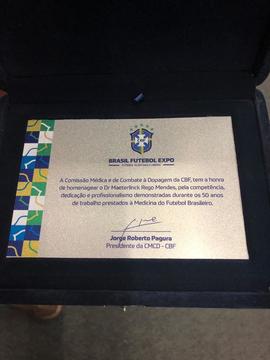 BRASIL FUTEBOL EXPO
A Comissão Médica e de Combate à Dopagem da CBF, tem a honra
de homenagear o Dr Maeterlinck Rego Mendes, pela competência,
dedicação e profissionalismo demonstradas durante os 50 anos
de trabalho prestados à Medicina do Futebol Brasileiro.
Jorge Roberto Pagura
Presidente da CMCD - CBF